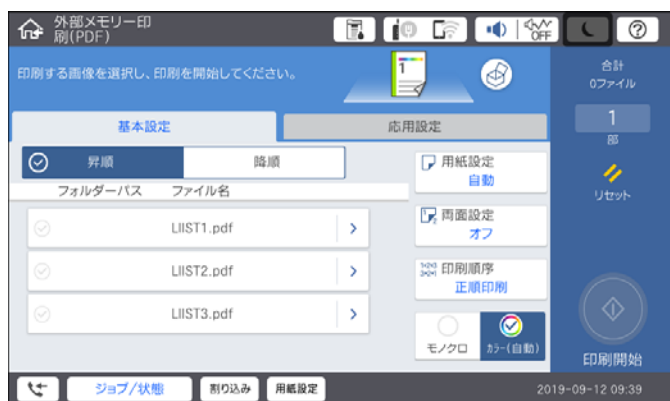 外部メモリー印
刷(PDF)
OFF
印刷する画像を選択し、印刷を開始してください。
1
合計
0ファイル
1
部
リセット
基本設定
応用設定
昇順
降順
フォルダーパス
ファイル名
LIIST1.pdf
LIIST2.pdf
LIIST3.pdf
用紙設定
自動
両面設定
オフ
印刷順序
正順印刷
モノクロ
カラー(自動)
印刷開始
ジョブ/状態
割り込み
用紙設定
2019-09-12 09:39